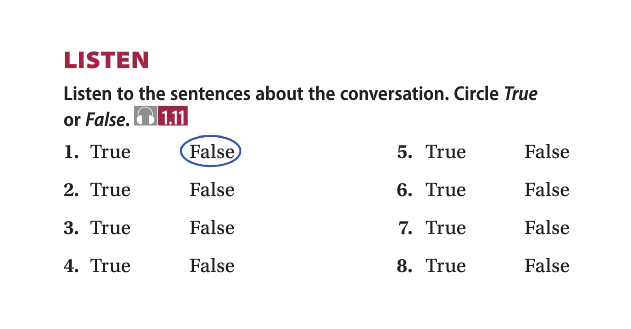 LISTEN
Listen to the sentences about the conversation. Circle True
or False. 1.11
1. True False 5. True False
2. True False 6. True False
3. True False 7. True False
4. True False 8. True False